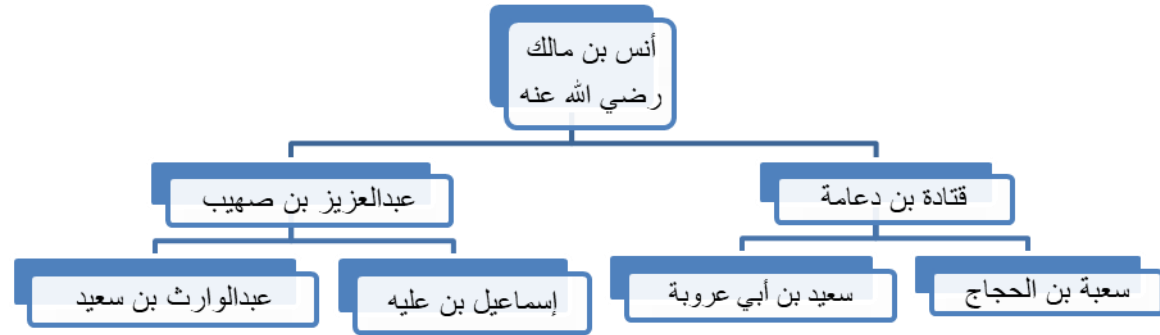 أنس بن مالك
رضي الله عنه
قتادة بن دعامة
عبدالعزيز بن صهيب
سعبة بن الحجاج
سعيد بن أبي عروبة
إسماعيل بن عليه
عبدالوارث بن سعيد